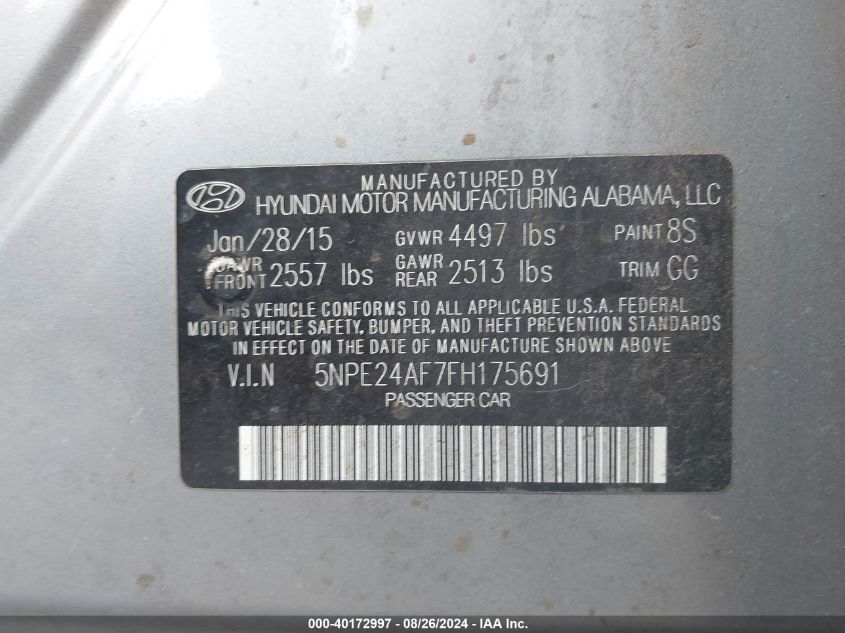 MANUFACTURED BY
HYUNDAI MOTOR MANUFACTURING ALABAMA, LLC
Jan/28/15 GVWR 4497 lbs PAINT 8S
GAWR FRONT 2557 lbs GAWR REAR 2513 lbs TRIM GG
THIS VEHICLE CONFORMS TO ALL APPLICABLE U.S.A. FEDERAL
MOTOR VEHICLE SAFETY, BUMPER, AND THEFT PREVENTION STANDARDS
IN EFFECT ON THE DATE OF MANUFACTURE SHOWN ABOVE
V.I.N 5NPE24AF7FH175691
PASSENGER CAR
000-40172997 - 08/26/2024 - IAA Inc.